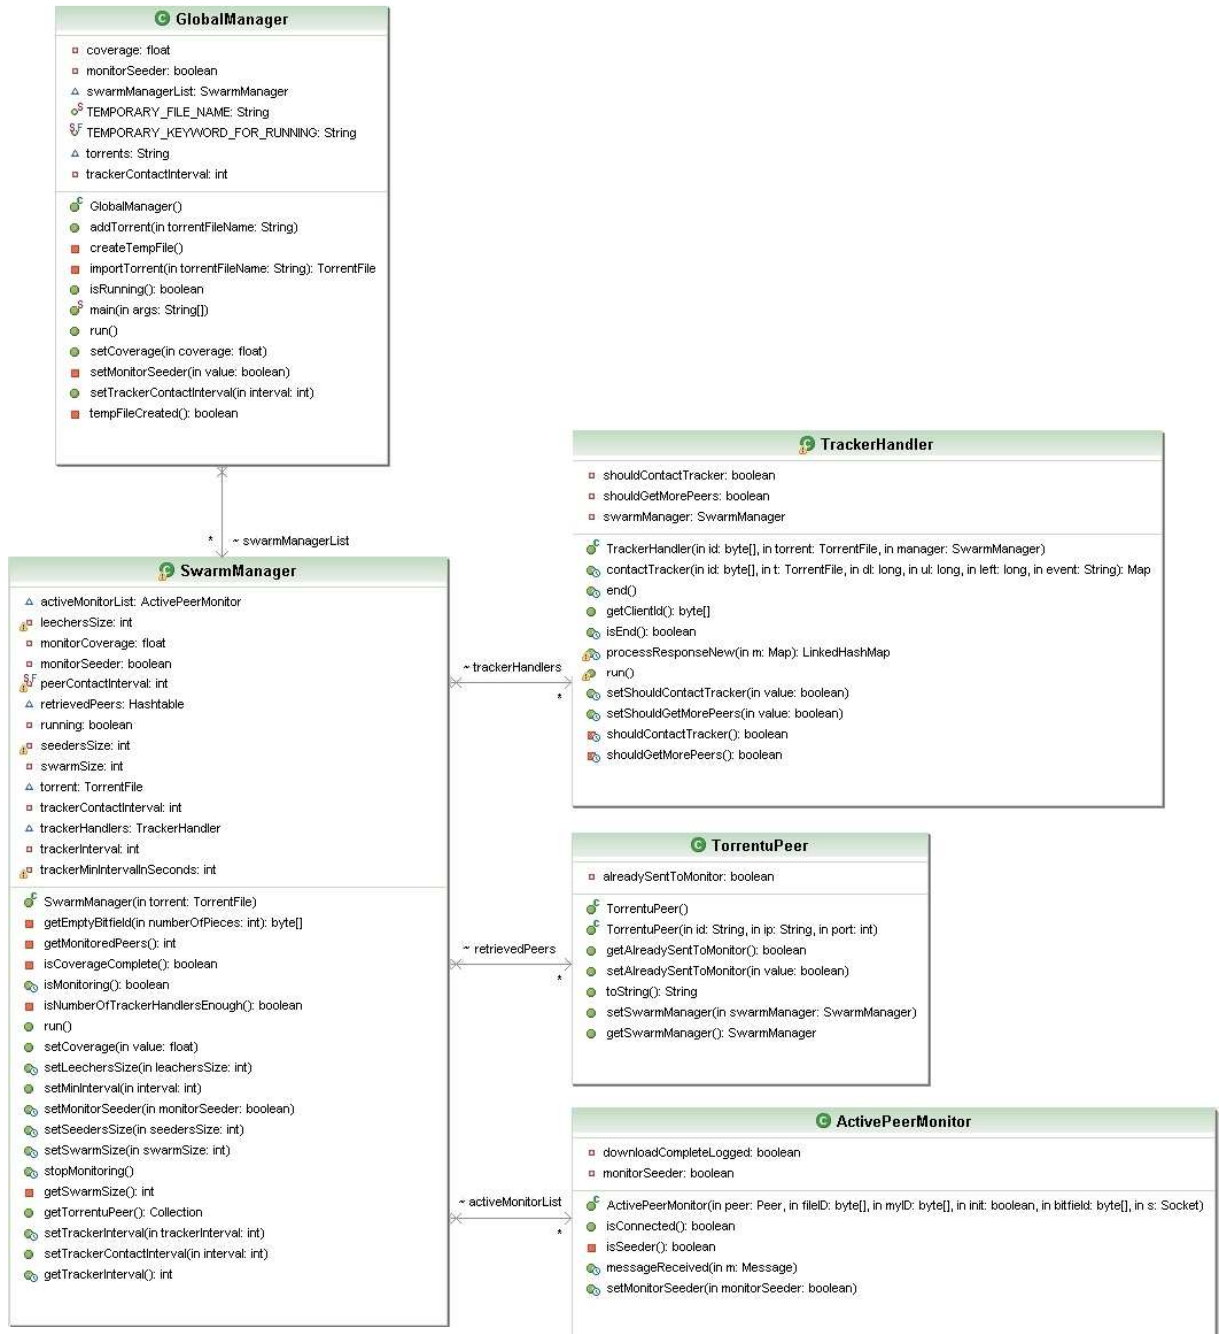 GlobalManager
coverage: float
monitorSeeder: boolean
swarmManagerList: SwarmManager
TEMPORARY_FILE_NAME: String
TEMPORARY_KEYWORD_FOR_RUNNING: String
torrents: String
trackerContactInterval: int
GlobalManager()
addTorrent(in torrentFileName: String)
createTempFile()
importTorrent(in torrentFileName: String): TorrentFile
isRunning(): boolean
main(in args: String[])
run()
setCoverage(in coverage: float)
setMonitorSeeder(in value: boolean)
setTrackerContactInterval(in interval: int)
tempFileCreated(): boolean
* ~ swarmManagerList
SwarmManager
activeMonitorList: ActivePeerMonitor
leechersSize: int
monitorCoverage: float
monitorSeeder: boolean
peerContactInterval: int
retrievedPeers: Hashtable
running: boolean
seedersSize: int
swarmSize: int
torrent: TorrentFile
trackerContactInterval: int
trackerHandlers: TrackerHandler
trackerInterval: int
trackerMinIntervalInSeconds: int
SwarmManager(in torrent: TorrentFile)
getEmptyBitfield(in numberOfPieces: int): byte[]
getMonitoredPeers(): int
isCoverageComplete(): boolean
isMonitoring(): boolean
isNumberOfTrackerHandlersEnough(): boolean
run()
setCoverage(in value: float)
setLeechersSize(in leachersSize: int)
setMinInterval(in interval: int)
setMonitorSeeder(in monitorSeeder: boolean)
setSeedersSize(in seedersSize: int)
setSwarmSize(in swarmSize: int)
stopMonitoring()
getSwarmSize(): int
getTorrentuPeer(): Collection
setTrackerInterval(in trackerInterval: int)
setTrackerContactInterval(in interval: int)
getTrackerInterval(): int
~ trackerHandlers
*
TrackerHandler
shouldContactTracker: boolean
shouldGetMorePeers: boolean
swarmManager: SwarmManager
TrackerHandler(in id: byte[], in torrent: TorrentFile, in manager: SwarmManager)
contactTracker(in id: byte[], in t: TorrentFile, in dl: long, in ul: long, in left: long, in event: String): Map
end()
getClientId(): byte[]
isEnd(): boolean
processResponseNew(in m: Map): LinkedHashMap
run()
setShouldContactTracker(in value: boolean)
setShouldGetMorePeers(in value: boolean)
shouldContactTracker(): boolean
shouldGetMorePeers(): boolean
~ retrievedPeers
*
TorrentuPeer
alreadySentToMonitor: boolean
TorrentuPeer()
TorrentuPeer(in id: String, in ip: String, in port: int)
getAlreadySentToMonitor(): boolean
setAlreadySentToMonitor(in value: boolean)
toString(): String
setSwarmManager(in swarmManager: SwarmManager)
getSwarmManager(): SwarmManager
~ activeMonitorList
*
ActivePeerMonitor
downloadCompleteLogged: boolean
monitorSeeder: boolean
ActivePeerMonitor(in peer: Peer, in fileID: byte[], in myID: byte[], in init: boolean, in bitfield: byte[], in s: Socket)
isConnected(): boolean
isSeeder(): boolean
messageReceived(in m: Message)
setMonitorSeeder(in monitorSeeder: boolean)